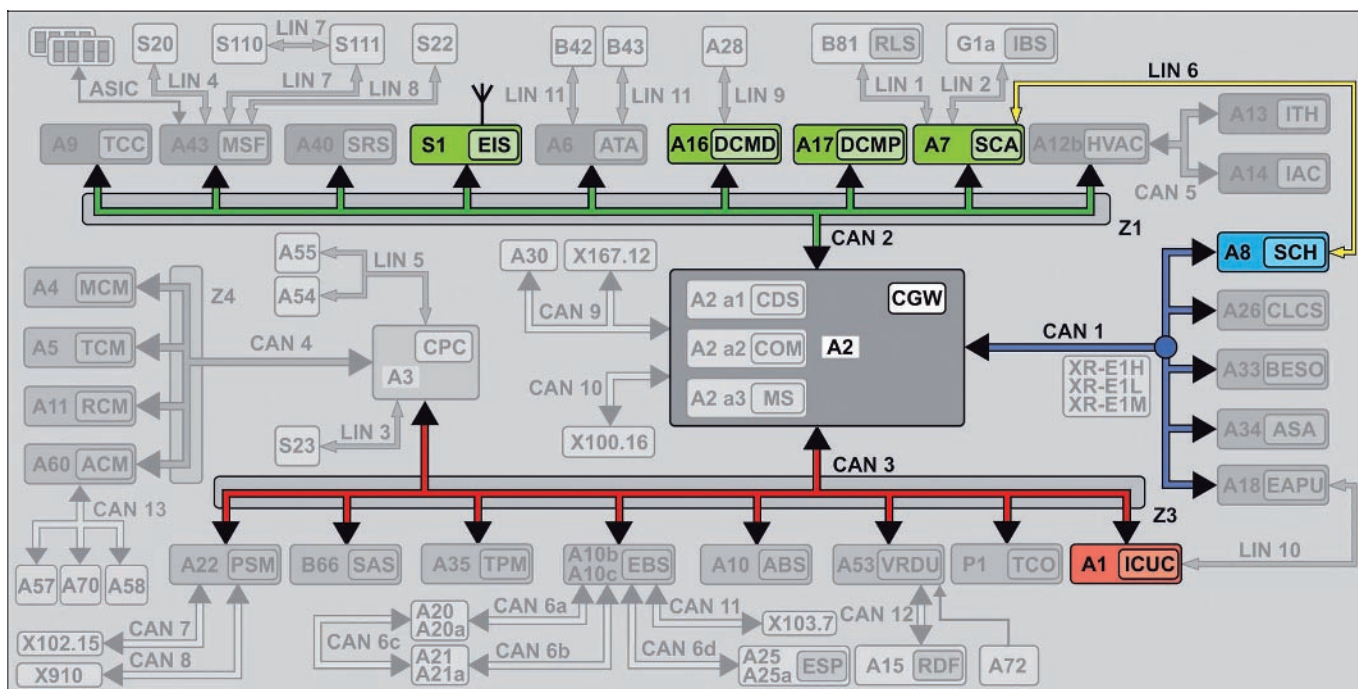 LIN 7
S20
S110
S111
S22
B42
B43
A28
B81 RLS
G1a IBS
LIN 6
ASIC
LIN 4
LIN 7
LIN 8
LIN 11
LIN 11
LIN 9
LIN 1
LIN 2
A9 TCC
A43 MSF
A40 SRS
S1 EIS
A6 ATA
A16 DCMD
A17 DCMP
A7 SCA
A12b HVAC
A13 ITH
A14 IAC
CAN 5
Z1
CAN 2
A55
A54
LIN 5
A30
X167.12
A8 SCH
A4 MCM
Z4
A2 a1 CDS
CGW
A26 CLCS
CAN 9
CAN 1
A5 TCM
CAN 4
CPC
A3
A2 a2 COM
A2
XR-E1H
XR-E1L
XR-E1M
A33 BESO
CAN 10
A2 a3 MS
A11 RCM
A34 ASA
S23
LIN 3
X100.16
A60 ACM
CAN 3
A18 EAPU
CAN 13
Z3
LIN 10
A57
A70
A58
A22 PSM
B66 SAS
A35 TPM
A10b
A10c
EBS
A10 ABS
A53 VRDU
P1 TCO
A1 ICUC
CAN 7
X102.15
CAN 8
X910
CAN 6c
A20
A20a
CAN 6a
A21
A21a
CAN 6b
CAN 11
X103.7
CAN 6d
A25
A25a
ESP
CAN 12
A15 RDF
A72